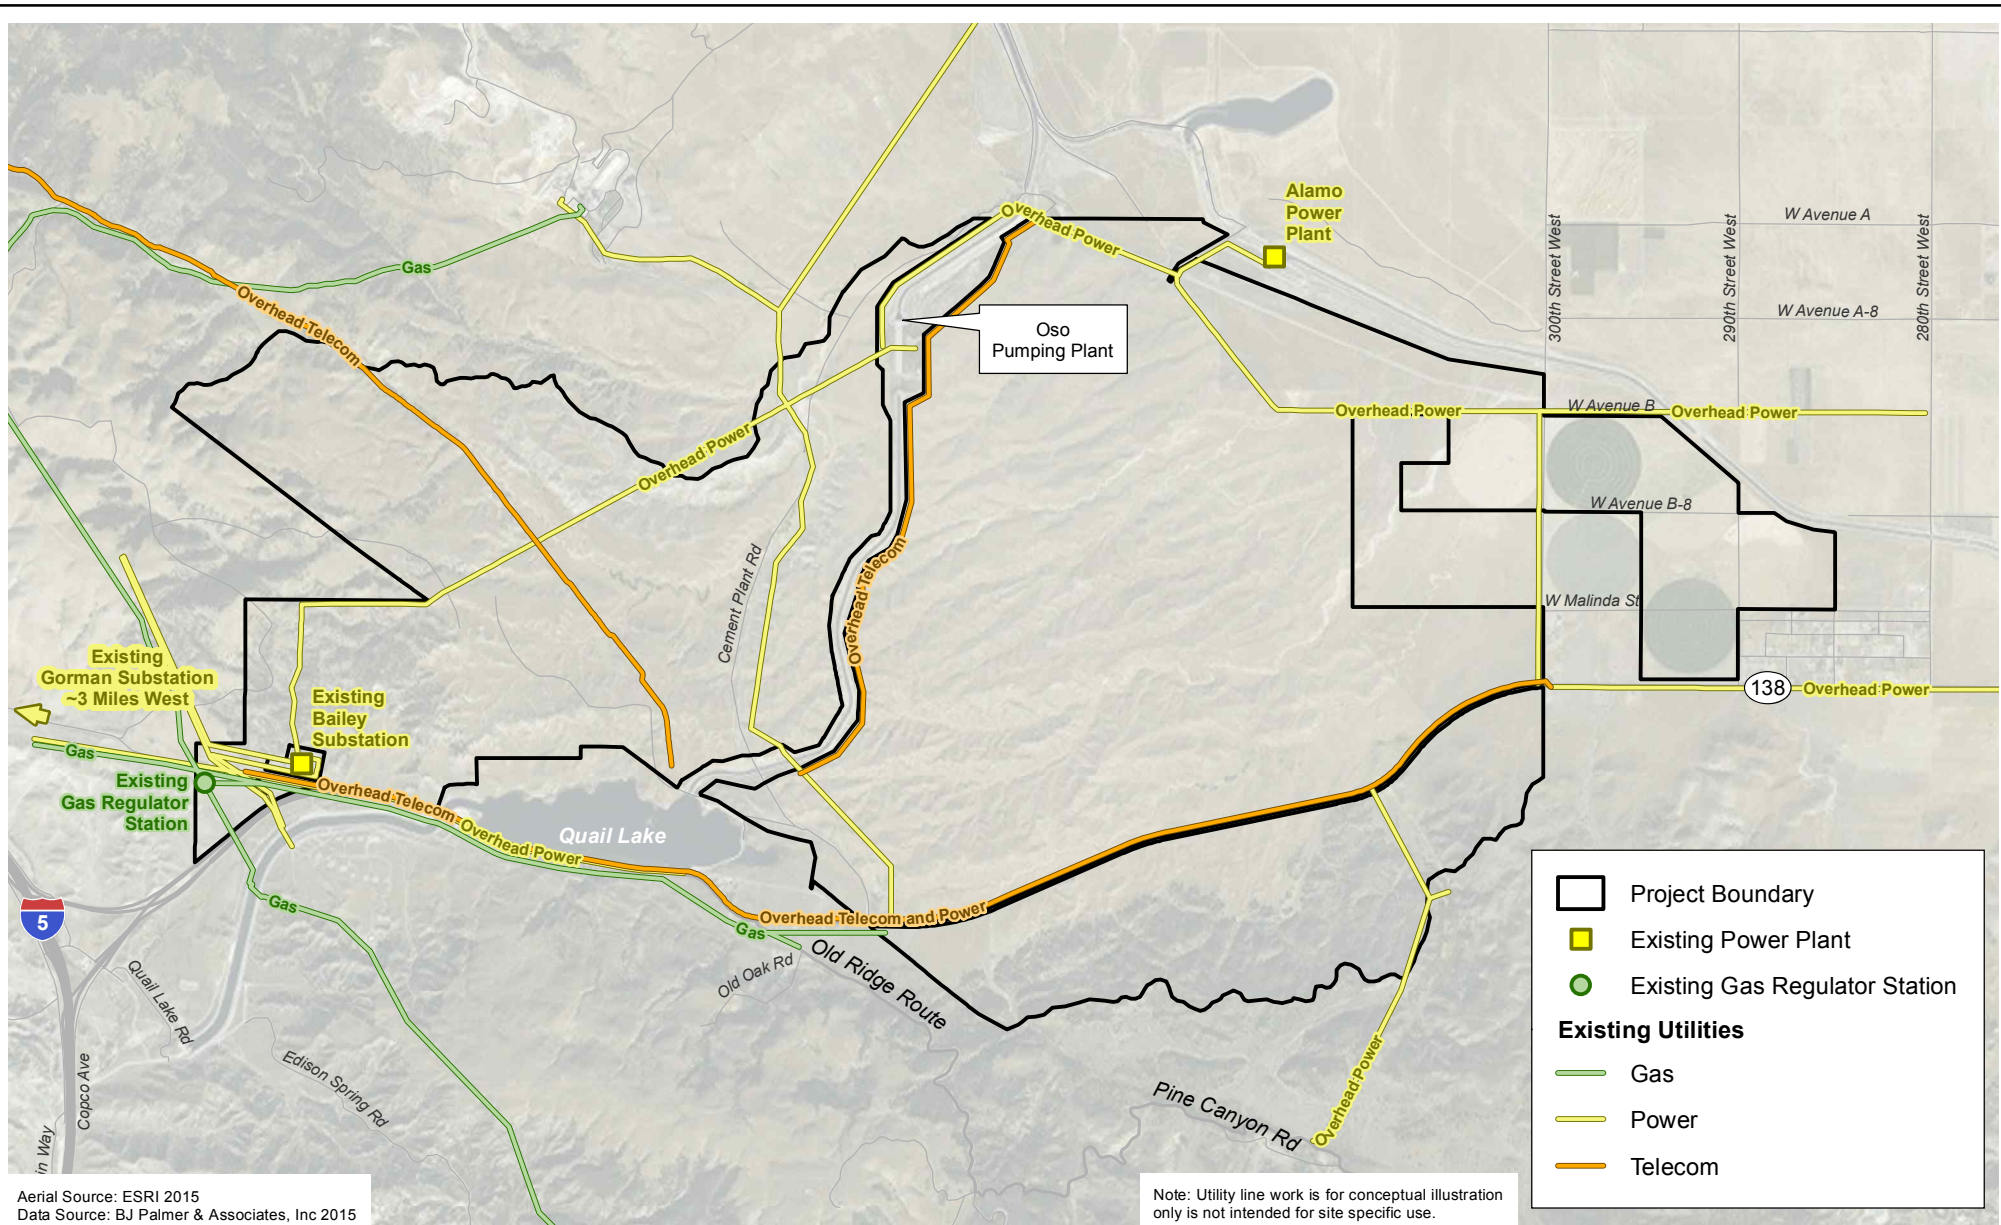 Alamo
Power
Plant
Overhead Power
W Avenue A
300th Street West
290th Street West
280th Street West
W Avenue A-8
Gas
Overhead Telecom
Oso
Pumping Plant
Overhead Power
W Avenue B
Overhead Power
Overhead Power
W Avenue B-8
Cement Plant Rd
Overhead Telecom
W Malinda St
Existing
Gorman Substation
~3 Miles West
Existing
Bailey
Substation
138
Overhead Power
Gas
Existing
Gas Regulator
Station
Overhead Telecom
Overhead Power
Quail Lake
Gas
5
Overhead Telecom and Power
Gas
Old Oak Rd
Old Ridge Route
Quail Lake Rd
Copco Ave
Edison Spring Rd
Pine Canyon Rd
Overhead Power
in Way
Project Boundary
Existing Power Plant
Existing Gas Regulator Station
Existing Utilities
Gas
Power
Telecom
Aerial Source: ESRI 2015
Data Source: BJ Palmer & Associates, Inc 2015
Note: Utility line work is for conceptual illustration
only is not intended for site specific use.